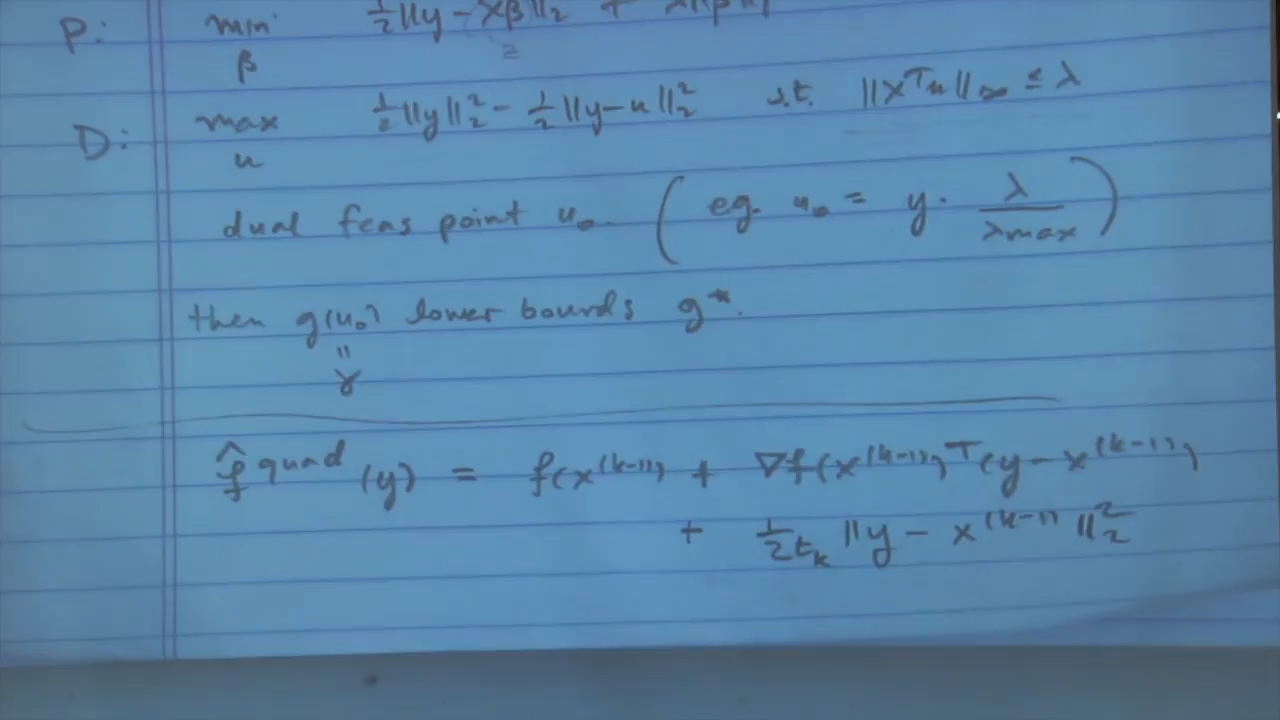 P: min ½||y - Xβ||₂² + λ||β||
β
D: max ½||y||₂² - ½||y-u||₂² s.t. ||Xᵀu||∞ ≤ λ
u
dual feas point u₀. (eg. u₀ = y · λ/λmax)
then g(u₀) lower bounds g*.
"
γ
f̂ quad (y) = f(x^(k-1)) + ∇f(x^(k-1))ᵀ(y - x^(k-1))
+ 1/2tₖ ||y - x^(k-1)||₂²